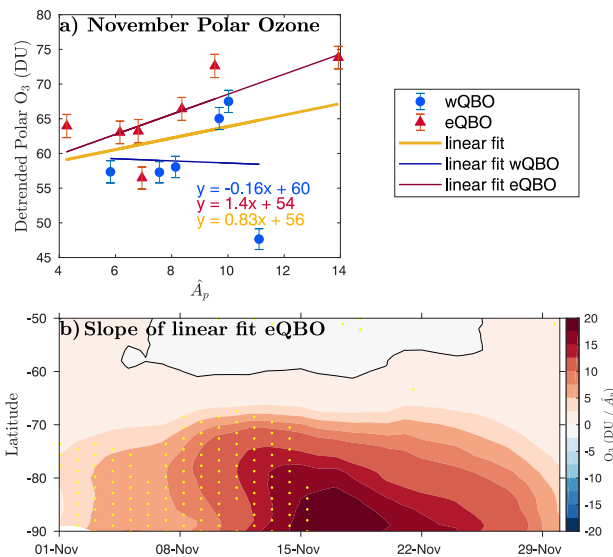 a) November Polar Ozone
Detrended Polar O₃ (DU)
80
75
70
65
60
55
50
45
y = -0.16x + 60
y = 1.4x + 54
y = 0.83x + 56
4 6 8 10 12 14
Âₚ
wQBO
eQBO
linear fit
linear fit wQBO
linear fit eQBO
b) Slope of linear fit eQBO
Latitude
-50
-60
-70
-80
-90
01-Nov 08-Nov 15-Nov 22-Nov 29-Nov
20
15
10
5
0
-5
-10
-15
-20
O₃ (DU / Âₚ)